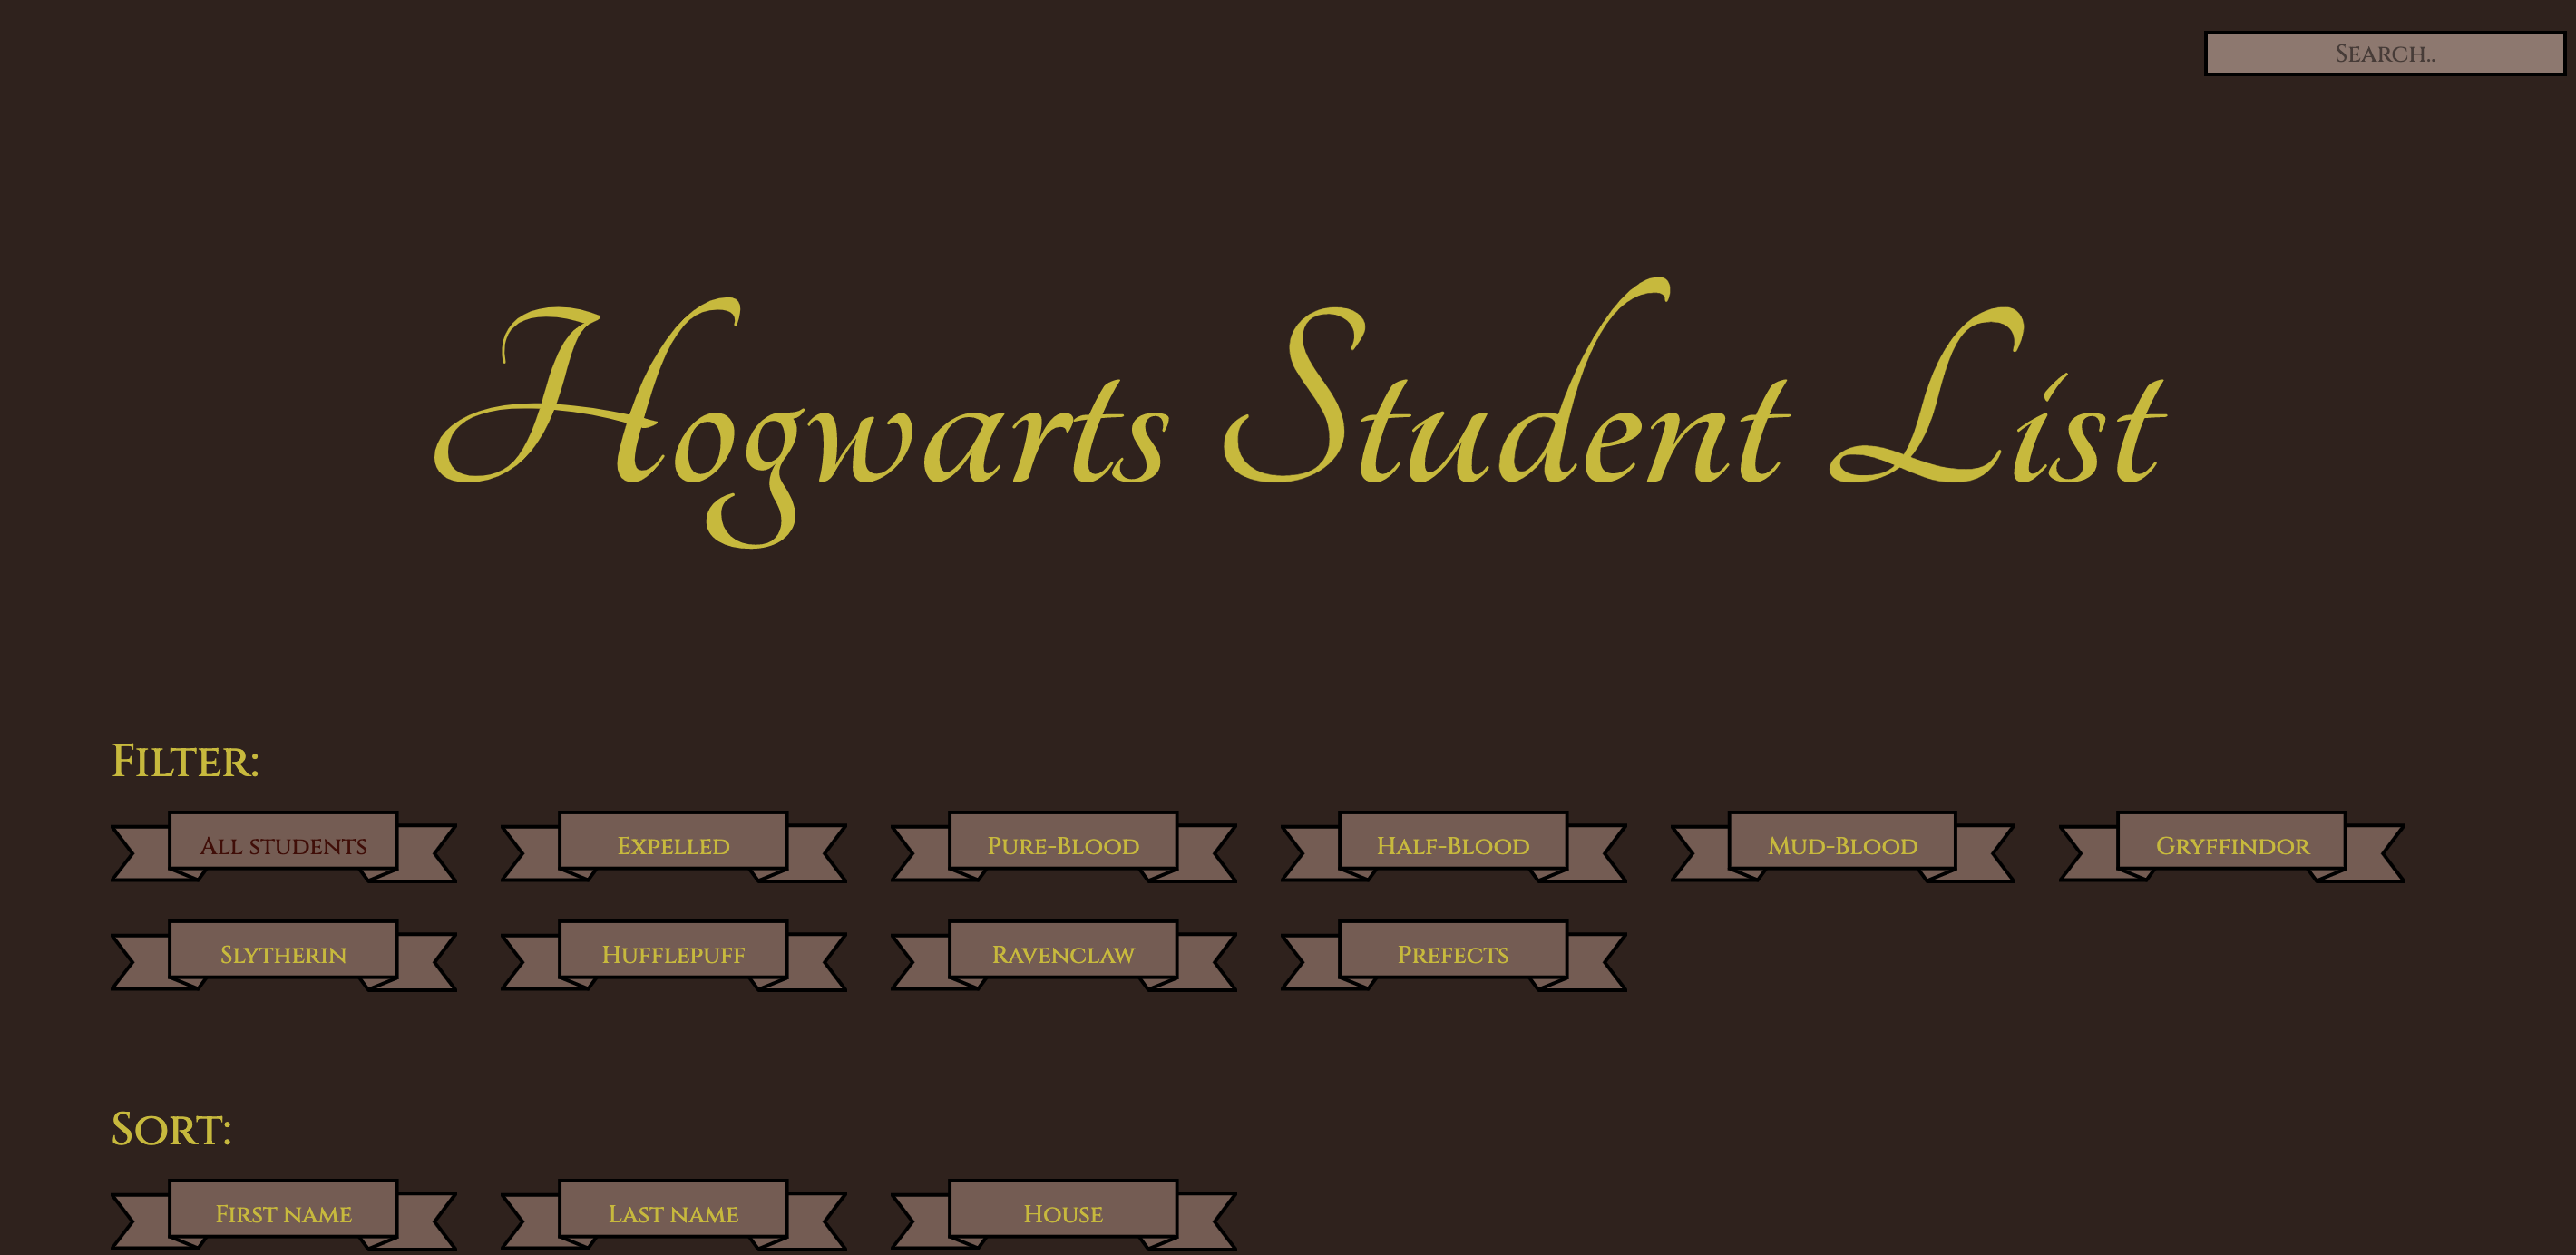 Search..
Hogwarts Student List
Filter:
All students
Expelled
Pure-Blood
Half-Blood
Mud-Blood
Gryffindor
Slytherin
Hufflepuff
Ravenclaw
Prefects
Sort:
First name
Last name
House